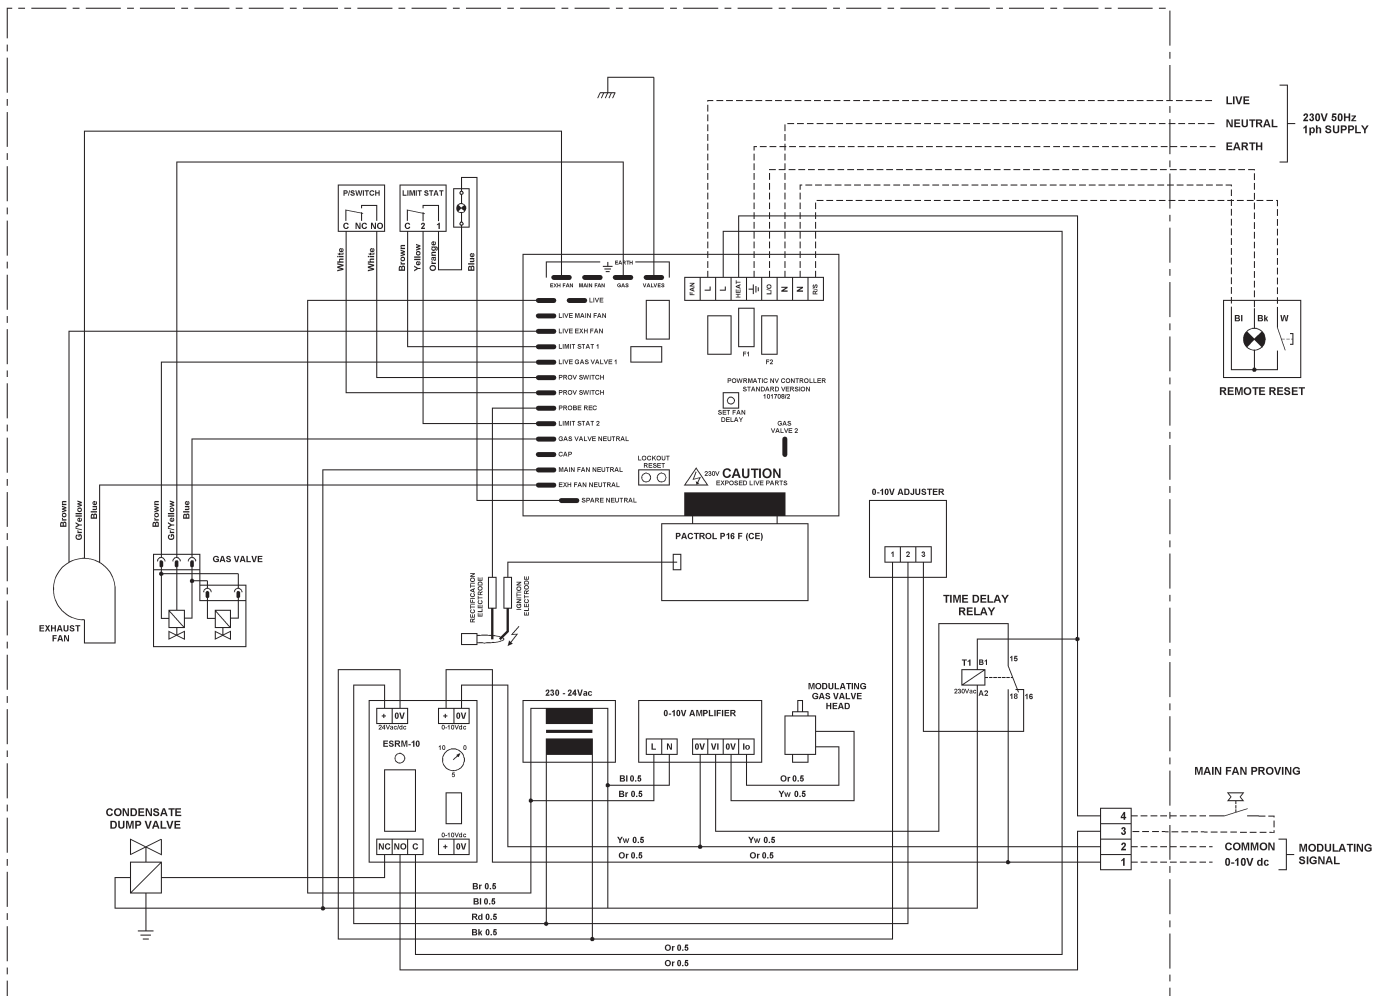 LIVE
NEUTRAL
EARTH
230V 50Hz
1ph SUPPLY
P/SWITCH
C NC NO
LIMIT STAT
C 2 1
White
White
Brown
Yellow
Orange
Blue
EARTH
EXH FAN
MAIN FAN
GAS
VALVES
FAN
L
L
HEAT
L/O
N
N
R/S
LIVE
LIVE MAIN FAN
LIVE EXH FAN
LIMIT STAT 1
LIVE GAS VALVE 1
PROV SWITCH
PROV SWITCH
PROBE REC
LIMIT STAT 2
GAS VALVE NEUTRAL
CAP
MAIN FAN NEUTRAL
EXH FAN NEUTRAL
SPARE NEUTRAL
F1
F2
POWRMATIC NV CONTROLLER
STANDARD VERSION
101708/2
SET FAN
DELAY
GAS
VALVE 2
LOCKOUT
RESET
230V
CAUTION
EXPOSED LIVE PARTS
PACTROL P16 F (CE)
Bl Bk W
REMOTE RESET
Brown
Gr/Yellow
Blue
Brown
Gr/Yellow
Blue
GAS VALVE
EXHAUST
FAN
RECTIFICATION
ELECTRODE
IGNITION
ELECTRODE
0-10V ADJUSTER
1 2 3
TIME DELAY
RELAY
T1
B1
230Vac
A2
15
18
16
+ 0V
24Vac/dc
+ 0V
0-10Vdc
ESRM-10
10
0
5
0-10Vdc
+ 0V
NC NO C
230 - 24Vac
0-10V AMPLIFIER
L N
0V VI 0V Io
MODULATING
GAS VALVE
HEAD
Bl 0.5
Br 0.5
Or 0.5
Yw 0.5
Yw 0.5
Yw 0.5
Or 0.5
Or 0.5
CONDENSATE
DUMP VALVE
Br 0.5
Bl 0.5
Rd 0.5
Bk 0.5
Or 0.5
Or 0.5
MAIN FAN PROVING
4
3
2
1
COMMON
0-10V dc
MODULATING
SIGNAL